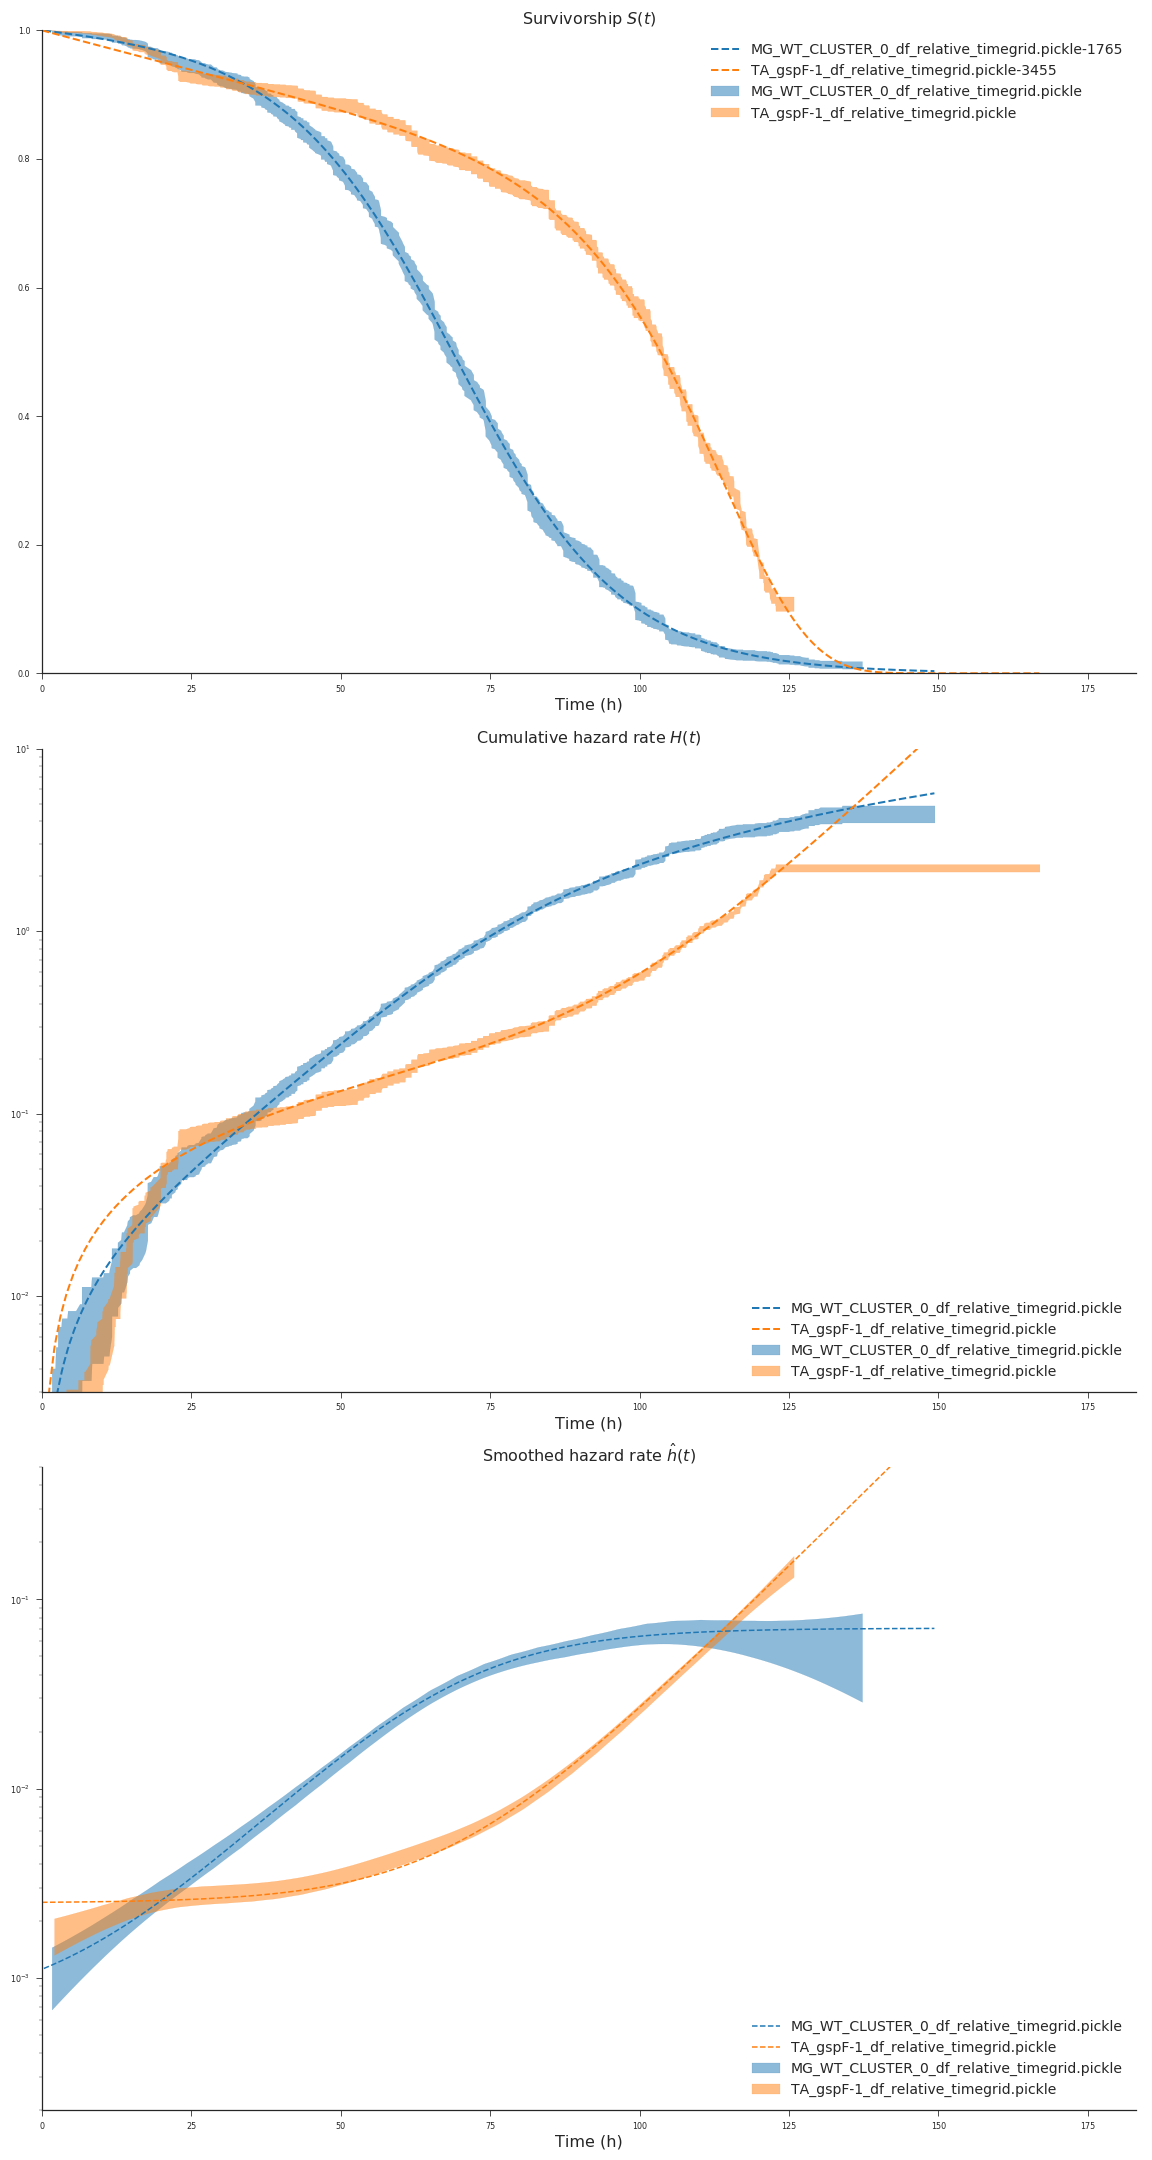 Survivorship S(t)
1.0
0.8
0.6
0.4
0.2
0.0
MG_WT_CLUSTER_0_df_relative_timegrid.pickle-1765
TA_gspF-1_df_relative_timegrid.pickle-3455
MG_WT_CLUSTER_0_df_relative_timegrid.pickle
TA_gspF-1_df_relative_timegrid.pickle
0 25 50 75 100 125 150 175
Time (h)
Cumulative hazard rate H(t)
10¹
10⁰
10⁻¹
10⁻²
MG_WT_CLUSTER_0_df_relative_timegrid.pickle
TA_gspF-1_df_relative_timegrid.pickle
MG_WT_CLUSTER_0_df_relative_timegrid.pickle
TA_gspF-1_df_relative_timegrid.pickle
0 25 50 75 100 125 150 175
Time (h)
Smoothed hazard rate ĥ(t)
10⁻¹
10⁻²
10⁻³
MG_WT_CLUSTER_0_df_relative_timegrid.pickle
TA_gspF-1_df_relative_timegrid.pickle
MG_WT_CLUSTER_0_df_relative_timegrid.pickle
TA_gspF-1_df_relative_timegrid.pickle
0 25 50 75 100 125 150 175
Time (h)